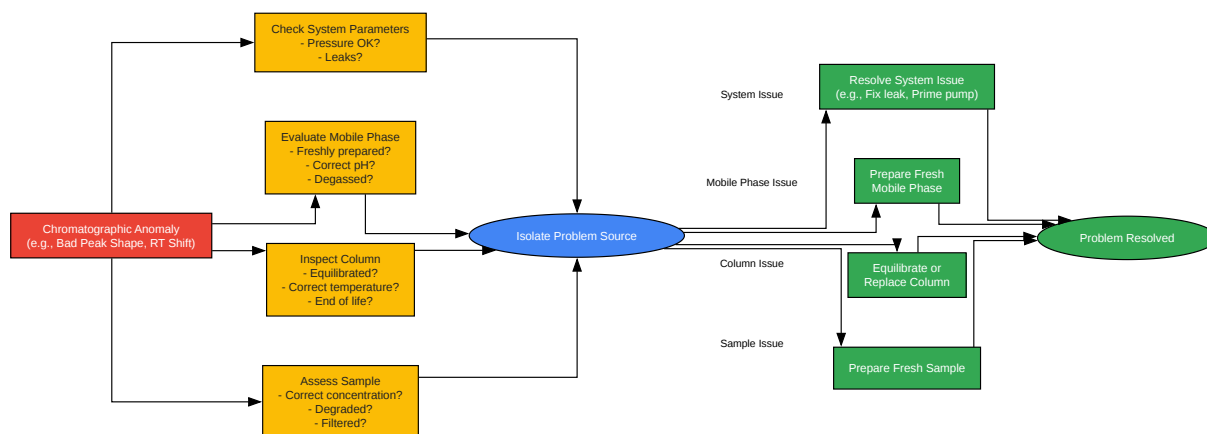 Chromatographic Anomaly
(e.g., Bad Peak Shape, RT Shift)
Check System Parameters
- Pressure OK?
- Leaks?
Evaluate Mobile Phase
- Freshly prepared?
- Correct pH?
- Degassed?
Inspect Column
- Equilibrated?
- Correct temperature?
- End of life?
Assess Sample
- Correct concentration?
- Degraded?
- Filtered?
Isolate Problem Source
System Issue
Mobile Phase Issue
Column Issue
Sample Issue
Resolve System Issue
(e.g., Fix leak, Prime pump)
Prepare Fresh
Mobile Phase
Equilibrate or
Replace Column
Prepare Fresh Sample
Problem Resolved